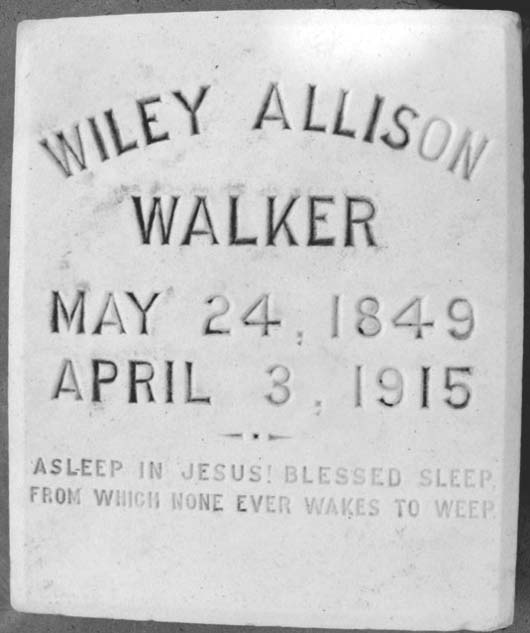 WILEY ALLISON
WALKER
MAY 24, 1849
APRIL 3, 1915
ASLEEP IN JESUS! BLESSED SLEEP,
FROM WHICH NONE EVER WAKES TO WEEP.